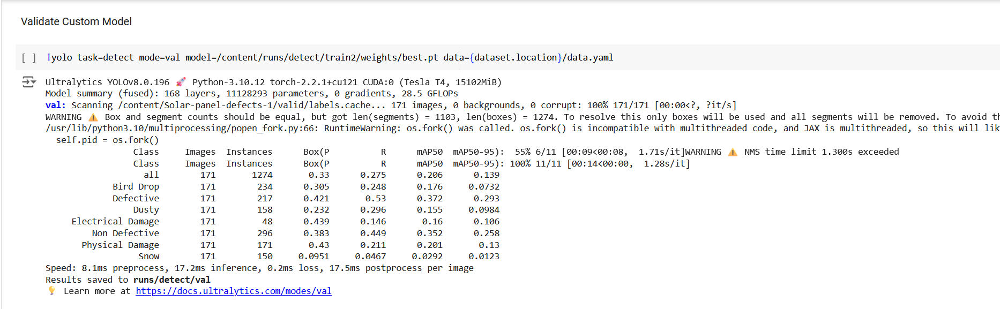 Validate Custom Model
[ ] !yolo task=detect mode=val model=/content/runs/detect/train2/weights/best.pt data={dataset.location}/data.yaml
Ultralytics YOLOv8.0.196 🚀 Python-3.10.12 torch-2.2.1+cu121 CUDA:0 (Tesla T4, 15102MiB)
Model summary (fused): 168 layers, 11128293 parameters, 0 gradients, 28.5 GFLOPs
val: Scanning /content/Solar-panel-defects-1/valid/labels.cache... 171 images, 0 backgrounds, 0 corrupt: 100% 171/171 [00:00<?, ?it/s]
WARNING ⚠️ Box and segment counts should be equal, but got len(segments) = 1103, len(boxes) = 1274. To resolve this only boxes will be used and all segments will be removed. To avoid th
/usr/lib/python3.10/multiprocessing/popen_fork.py:66: RuntimeWarning: os.fork() was called. os.fork() is incompatible with multithreaded code, and JAX is multithreaded, so this will lik
self.pid = os.fork()
Class Images Instances Box(P R mAP50 mAP50-95): 55% 6/11 [00:09<00:08, 1.71s/it]WARNING ⚠️ NMS time limit 1.300s exceeded
Class Images Instances Box(P R mAP50 mAP50-95): 100% 11/11 [00:14<00:00, 1.28s/it]
all 171 1274 0.33 0.275 0.206 0.139
Bird Drop 171 234 0.305 0.248 0.176 0.0732
Defective 171 217 0.421 0.53 0.372 0.293
Dusty 171 158 0.232 0.296 0.155 0.0984
Electrical Damage 171 48 0.439 0.146 0.16 0.106
Non Defective 171 296 0.383 0.449 0.352 0.258
Physical Damage 171 171 0.43 0.211 0.201 0.13
Snow 171 150 0.0951 0.0467 0.0292 0.0123
Speed: 8.1ms preprocess, 17.2ms inference, 0.2ms loss, 17.5ms postprocess per image
Results saved to runs/detect/val
💡 Learn more at https://docs.ultralytics.com/modes/val